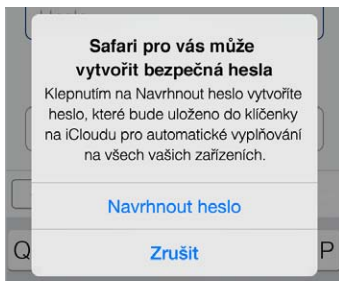 Safari pro vás může
vytvořit bezpečná hesla
Klepnutím na Navrhnout heslo vytvoříte
heslo, které bude uloženo do klíčenky
na iCloudu pro automatické vyplňování
na všech vašich zařízeních.
Navrhnout heslo
Q P
Zrušit